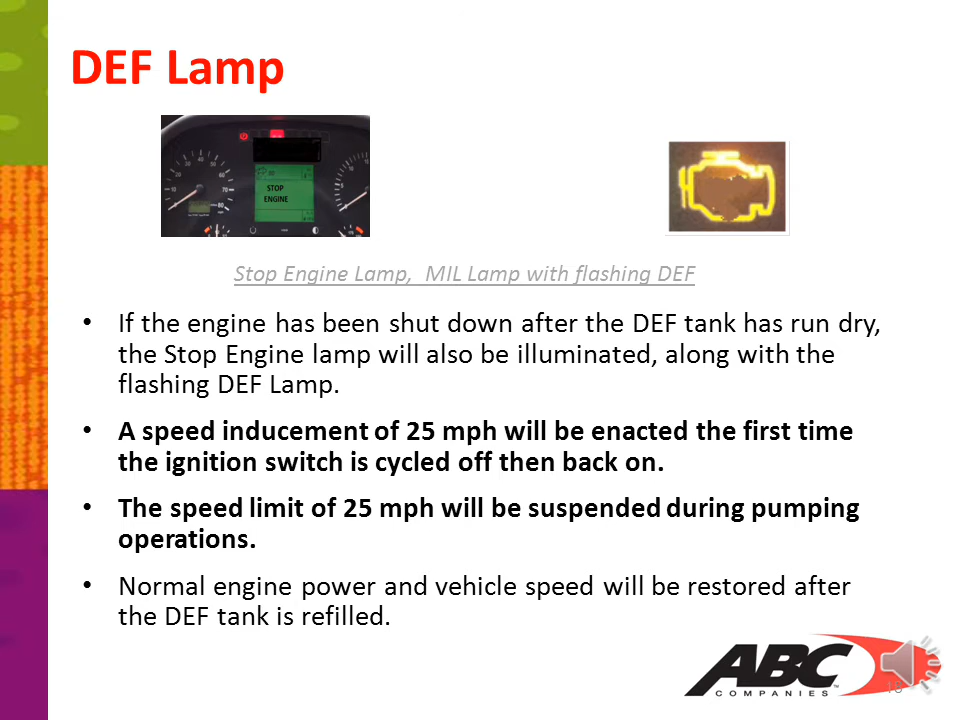 DEF Lamp
STOP
ENGINE
Stop Engine Lamp, MIL Lamp with flashing DEF
• If the engine has been shut down after the DEF tank has run dry,
the Stop Engine lamp will also be illuminated, along with the
flashing DEF Lamp.
• A speed inducement of 25 mph will be enacted the first time
the ignition switch is cycled off then back on.
• The speed limit of 25 mph will be suspended during pumping
operations.
• Normal engine power and vehicle speed will be restored after
the DEF tank is refilled.
ABC
COMPANIES™